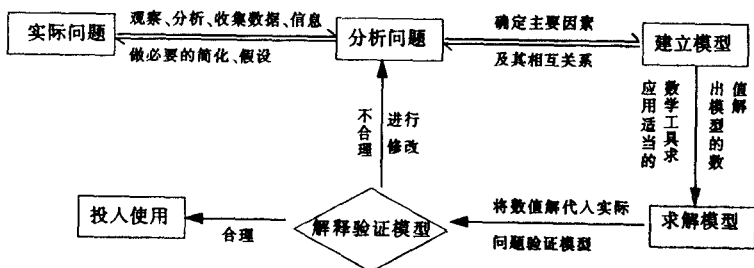 实际问题
观察、分析、收集数据、信息
做必要的简化、假设
分析问题
确定主要因素
及其相互关系
建立模型
应用适当的
数学工具求
出模型的数
值解
不合理
进行
修改
投入使用
合理
解释验证模型
将数值解代入实际
问题验证模型
求解模型